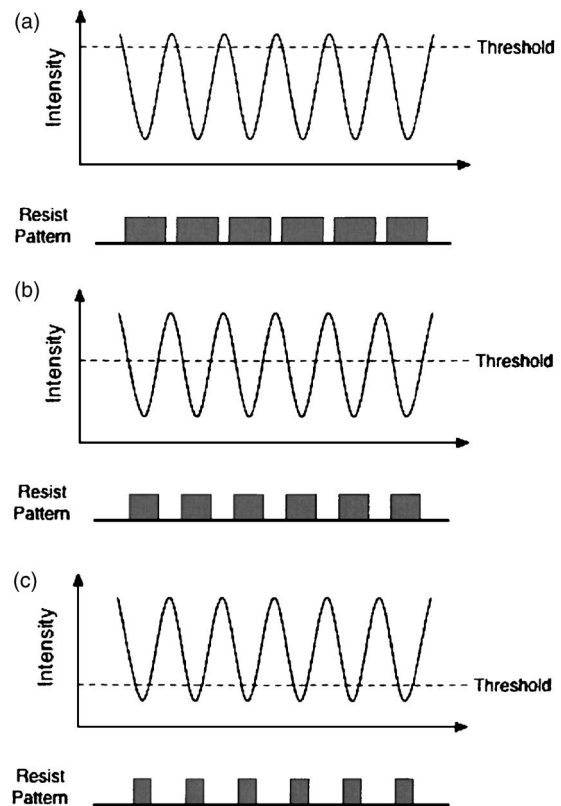 (a)
Intensity
Threshold
Resist
Pattern
(b)
Intensity
Threshold
Resist
Pattern
(c)
Intensity
Threshold
Resist
Pattern